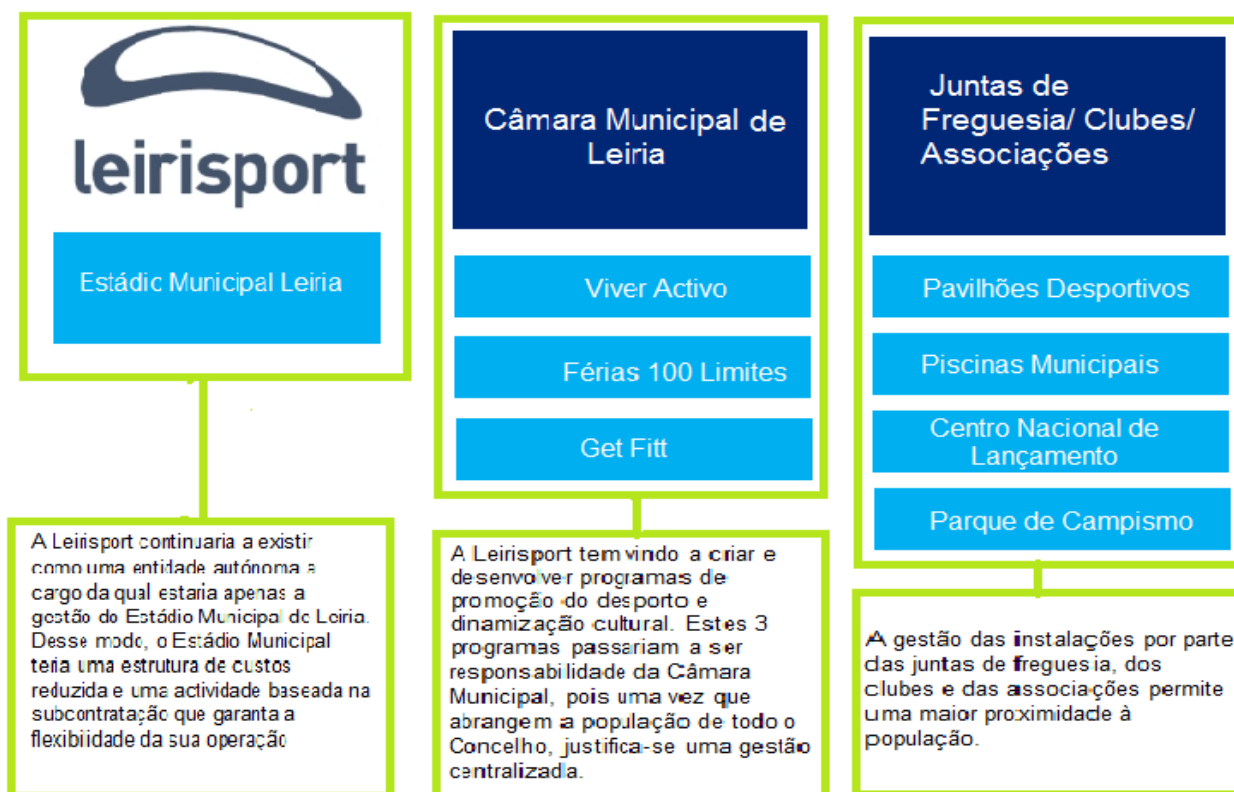 leirisport
Estádio Municipal Leiria
A Leirisport continuaria a existir
como uma entidade autónoma a
cargo da qual estaria apenas a
gestão do Estádio Municipal de Leiria.
Desse modo, o Estádio Municipal
teria uma estrutura de custos
reduzida e uma actividade baseada na
subcontratação que garanta a
flexibilidade da sua operação
Câmara Municipal de
Leiria
Viver Activo
Férias 100 Limites
Get Fitt
A Leirisport tem vindo a criar e
desenvolver programas de
promoção do desporto e
dinamização cultural. Estes 3
programas passariam a ser
responsabilidade da Câmara
Municipal, pois uma vez que
abrangem a população de todo o
Concelho, justifica-se uma gestão
centralizada.
Juntas de
Freguesia/ Clubes/
Associações
Pavilhões Desportivos
Piscinas Municipais
Centro Nacional de
Lançamento
Parque de Campismo
A gestão das instalações por parte
das juntas de freguesia, dos
clubes e das associações permite
uma maior proximidade à
população.